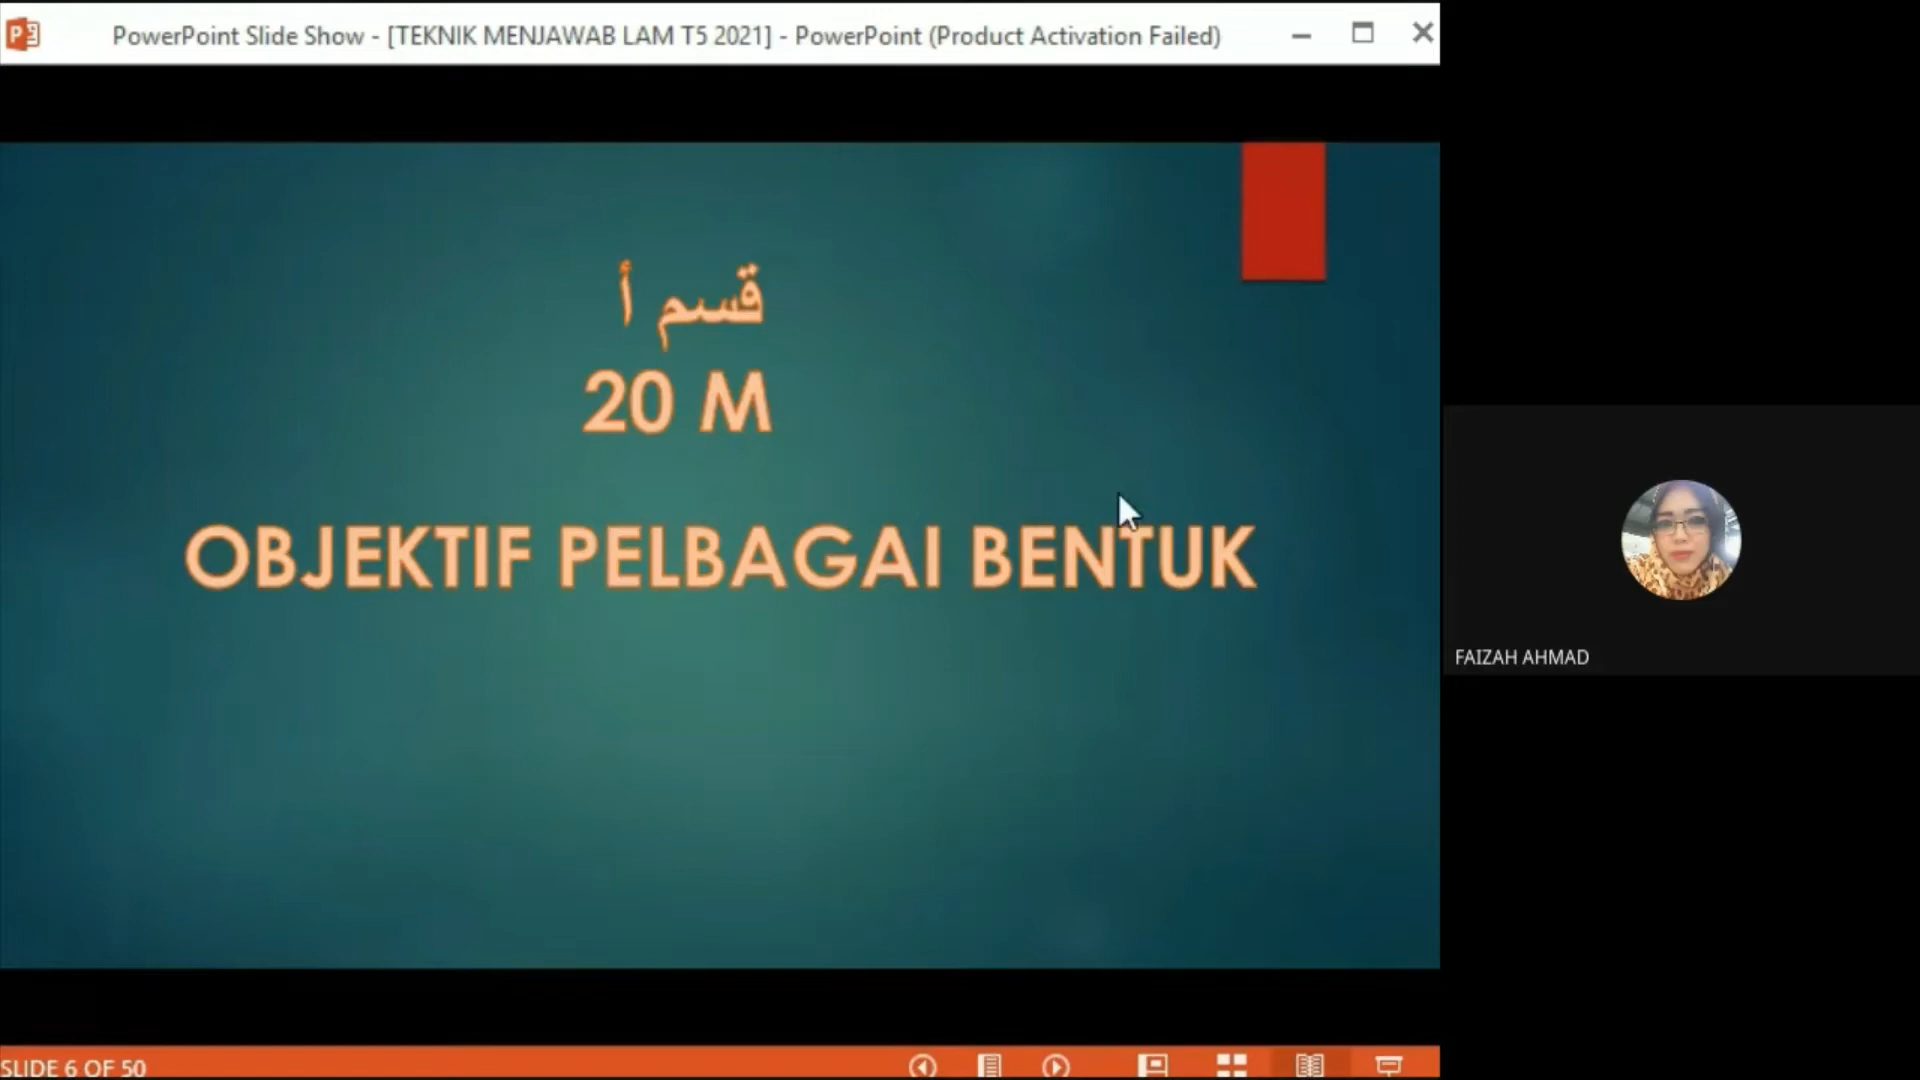 PowerPoint Slide Show - [TEKNIK MENJAWAB LAM T5 2021] - PowerPoint (Product Activation Failed)
قسم أ
20 M
OBJEKTIF PELBAGAI BENTUK
FAIZAH AHMAD
SLIDE 6 OF 50